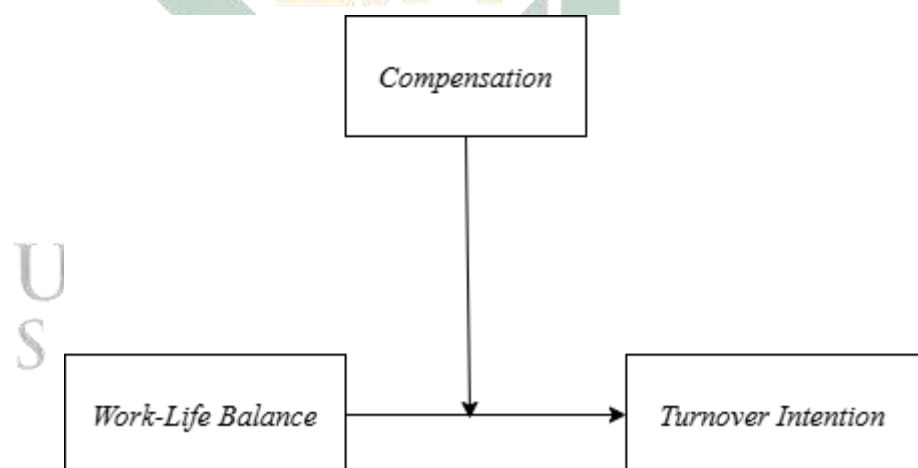 Compensation
U
S
Work-Life Balance
Turnover Intention